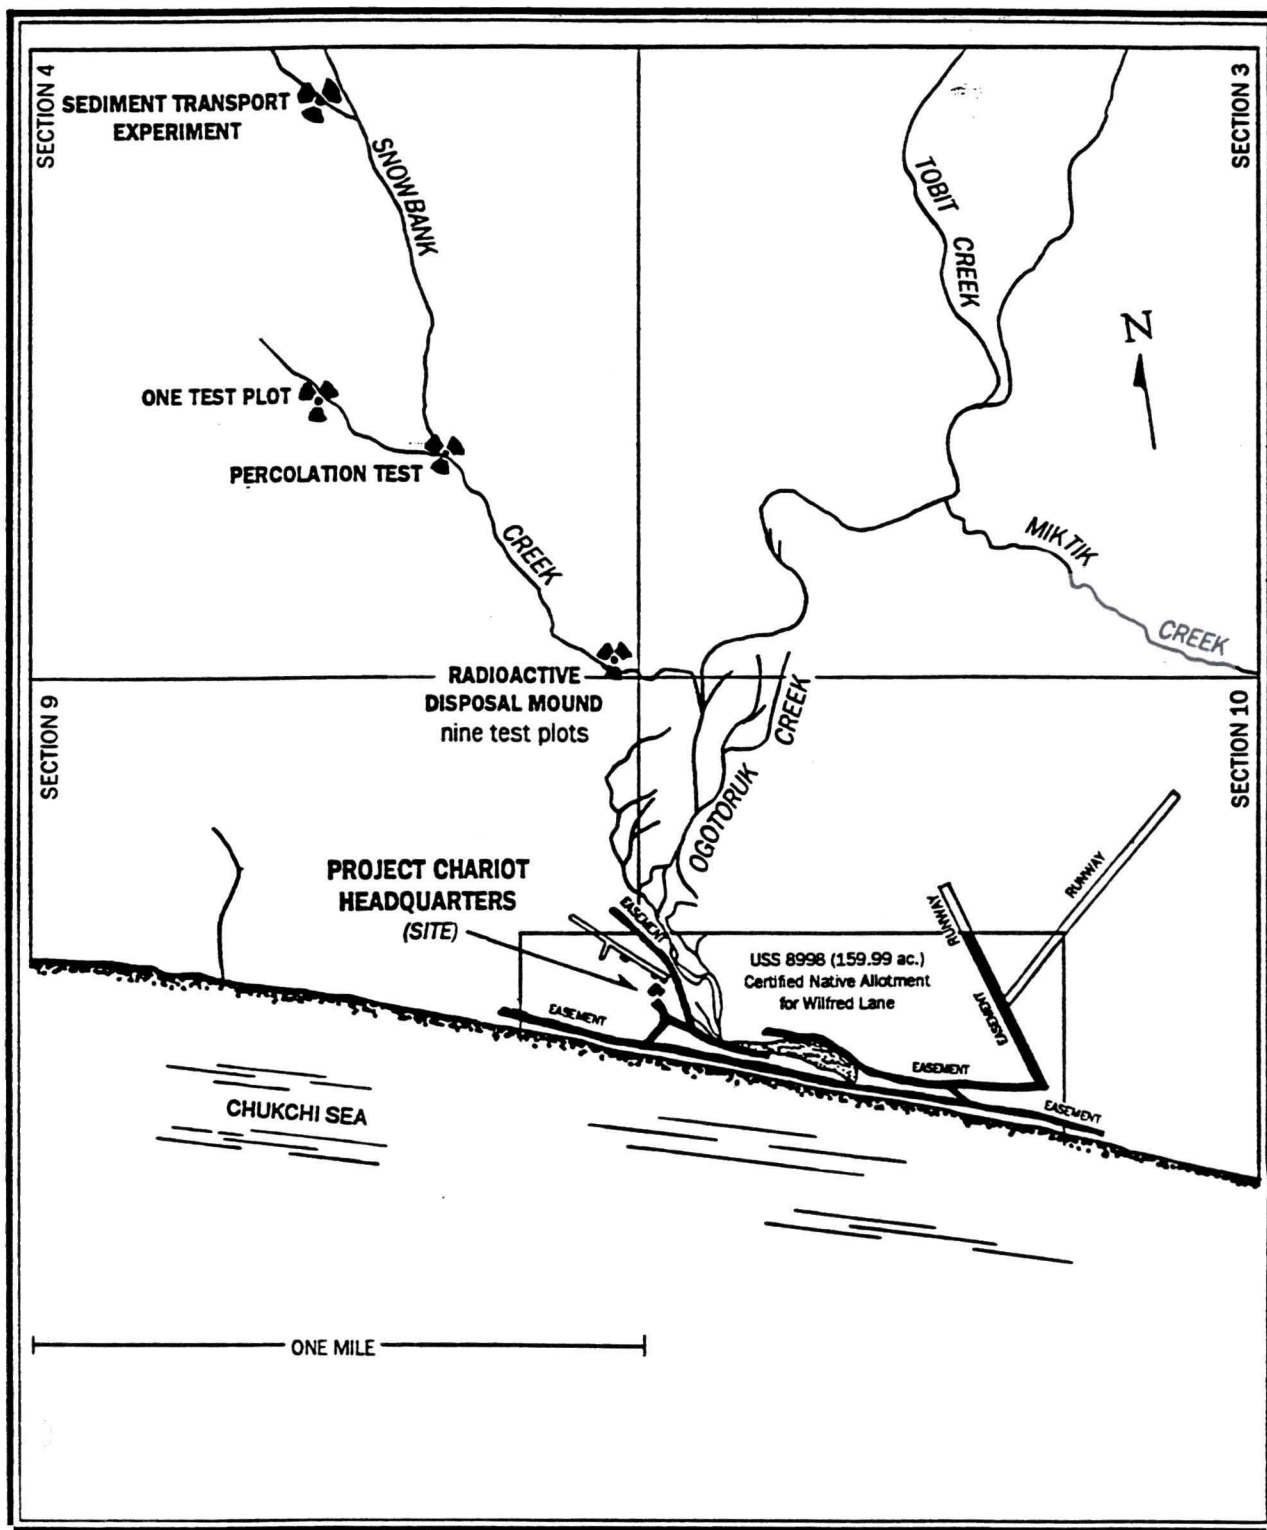 SECTION 4
SEDIMENT TRANSPORT
EXPERIMENT
SNOWBANK
TOBIT
CREEK
SECTION 3
N
ONE TEST PLOT
PERCOLATION TEST
CREEK
MIKTIK
CREEK
RADIOACTIVE
DISPOSAL MOUND
nine test plots
SECTION 9
OGOTORUK
CREEK
SECTION 10
PROJECT CHARIOT
HEADQUARTERS
(SITE)
EASEMENT
RUNWAY
RUNWAY
USS 8998 (159.99 ac.)
Certified Native Allotment
for Wilfred Lane
EASEMENT
EASEMENT
EASEMENT
EASEMENT
CHUKCHI SEA
ONE MILE